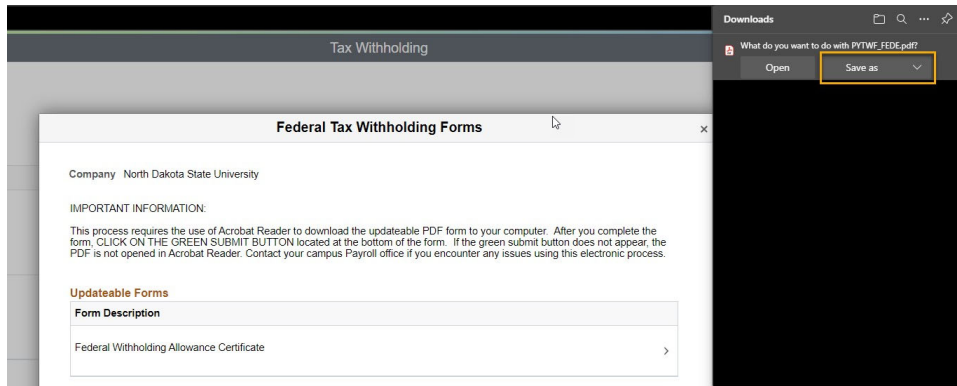 Tax Withholding
Downloads
What do you want to do with PYTWF_FEDE.pdf?
Open
Save as
Federal Tax Withholding Forms
×
Company North Dakota State University
IMPORTANT INFORMATION:
This process requires the use of Acrobat Reader to download the updateable PDF form to your computer. After you complete the
form, CLICK ON THE GREEN SUBMIT BUTTON located at the bottom of the form. If the green submit button does not appear, the
PDF is not opened in Acrobat Reader. Contact your campus Payroll office if you encounter any issues using this electronic process.
Updateable Forms
Form Description
Federal Withholding Allowance Certificate